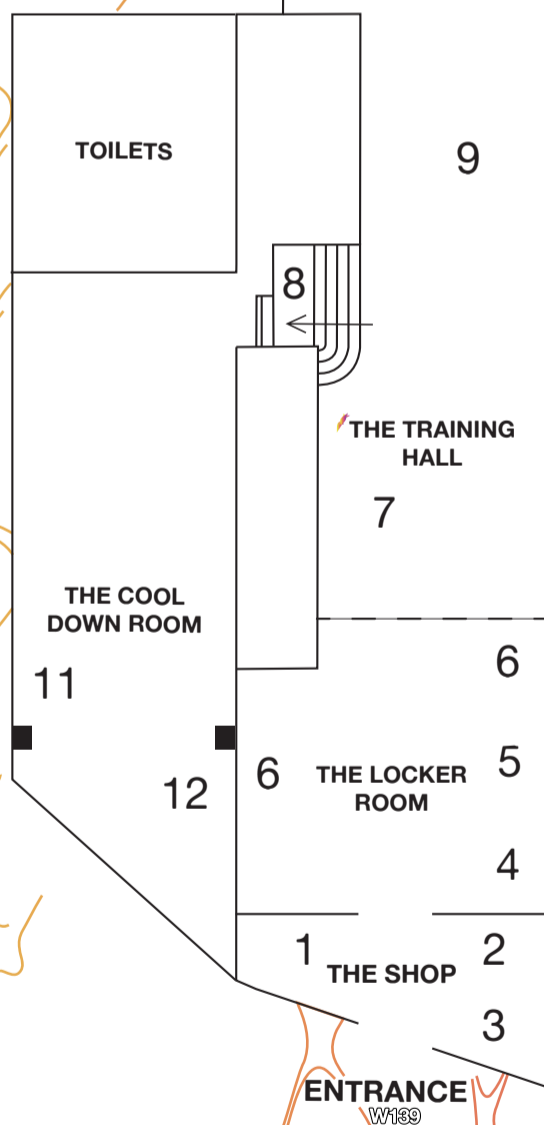 TOILETS
9
8
THE TRAINING
HALL
7
THE COOL
DOWN ROOM
6
11
5
12
6
THE LOCKER
ROOM
4
1
2
THE SHOP
3
ENTRANCE
W139